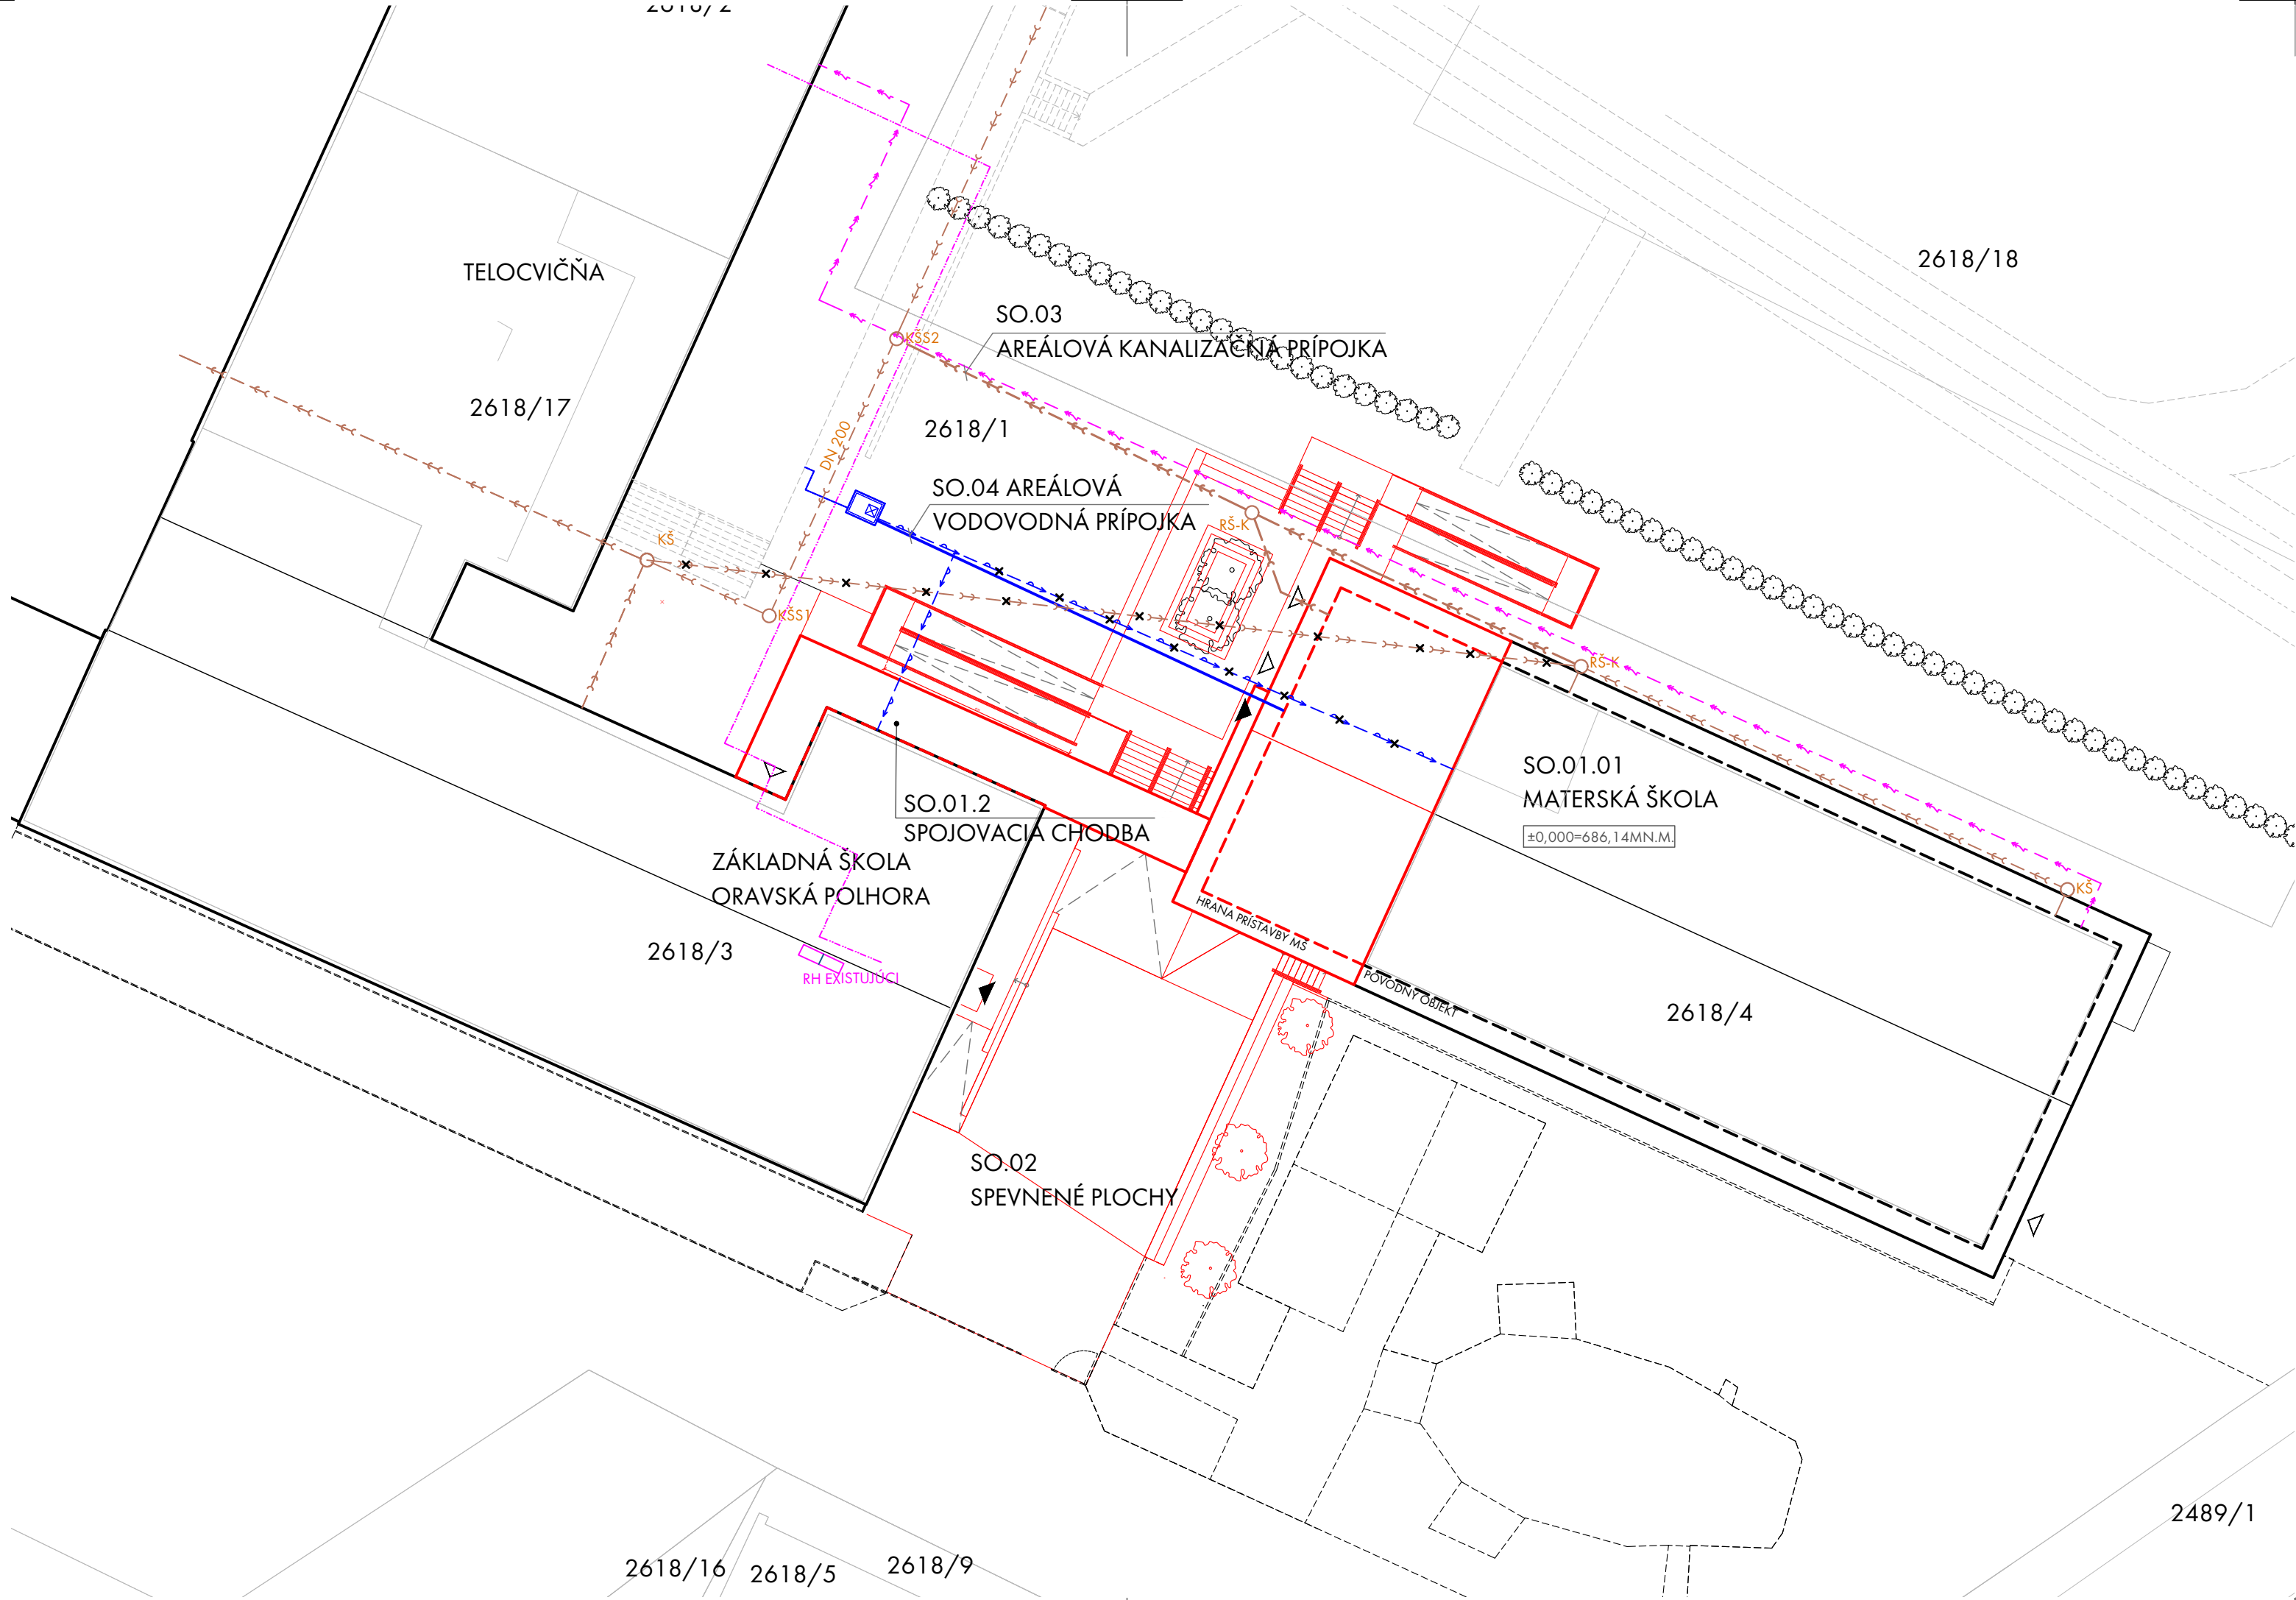 TELOCVIČŇA
2618/18
SO.03
AREÁLOVÁ KANALIZAČNÁ PRÍPOJKA
KŠS2
2618/17
2618/1
DN 200
SO.04 AREÁLOVÁ
VODOVODNÁ PRÍPOJKA
RŠ-K
KŠ
KŠS1
RŠ-K
SO.01.01
MATERSKÁ ŠKOLA
±0,000=686,14MN.M.
SO.01.2
SPOJOVACIA CHODBA
ZÁKLADNÁ ŠKOLA
ORAVSKÁ POLHORA
KŠ
HRANA PRÍSTAVBY MŠ
2618/3
RH EXISTUJÚCI
PÔVODNÝ OBJEKT
2618/4
SO.02
SPEVNENÉ PLOCHY
2489/1
2618/16
2618/5
2618/9